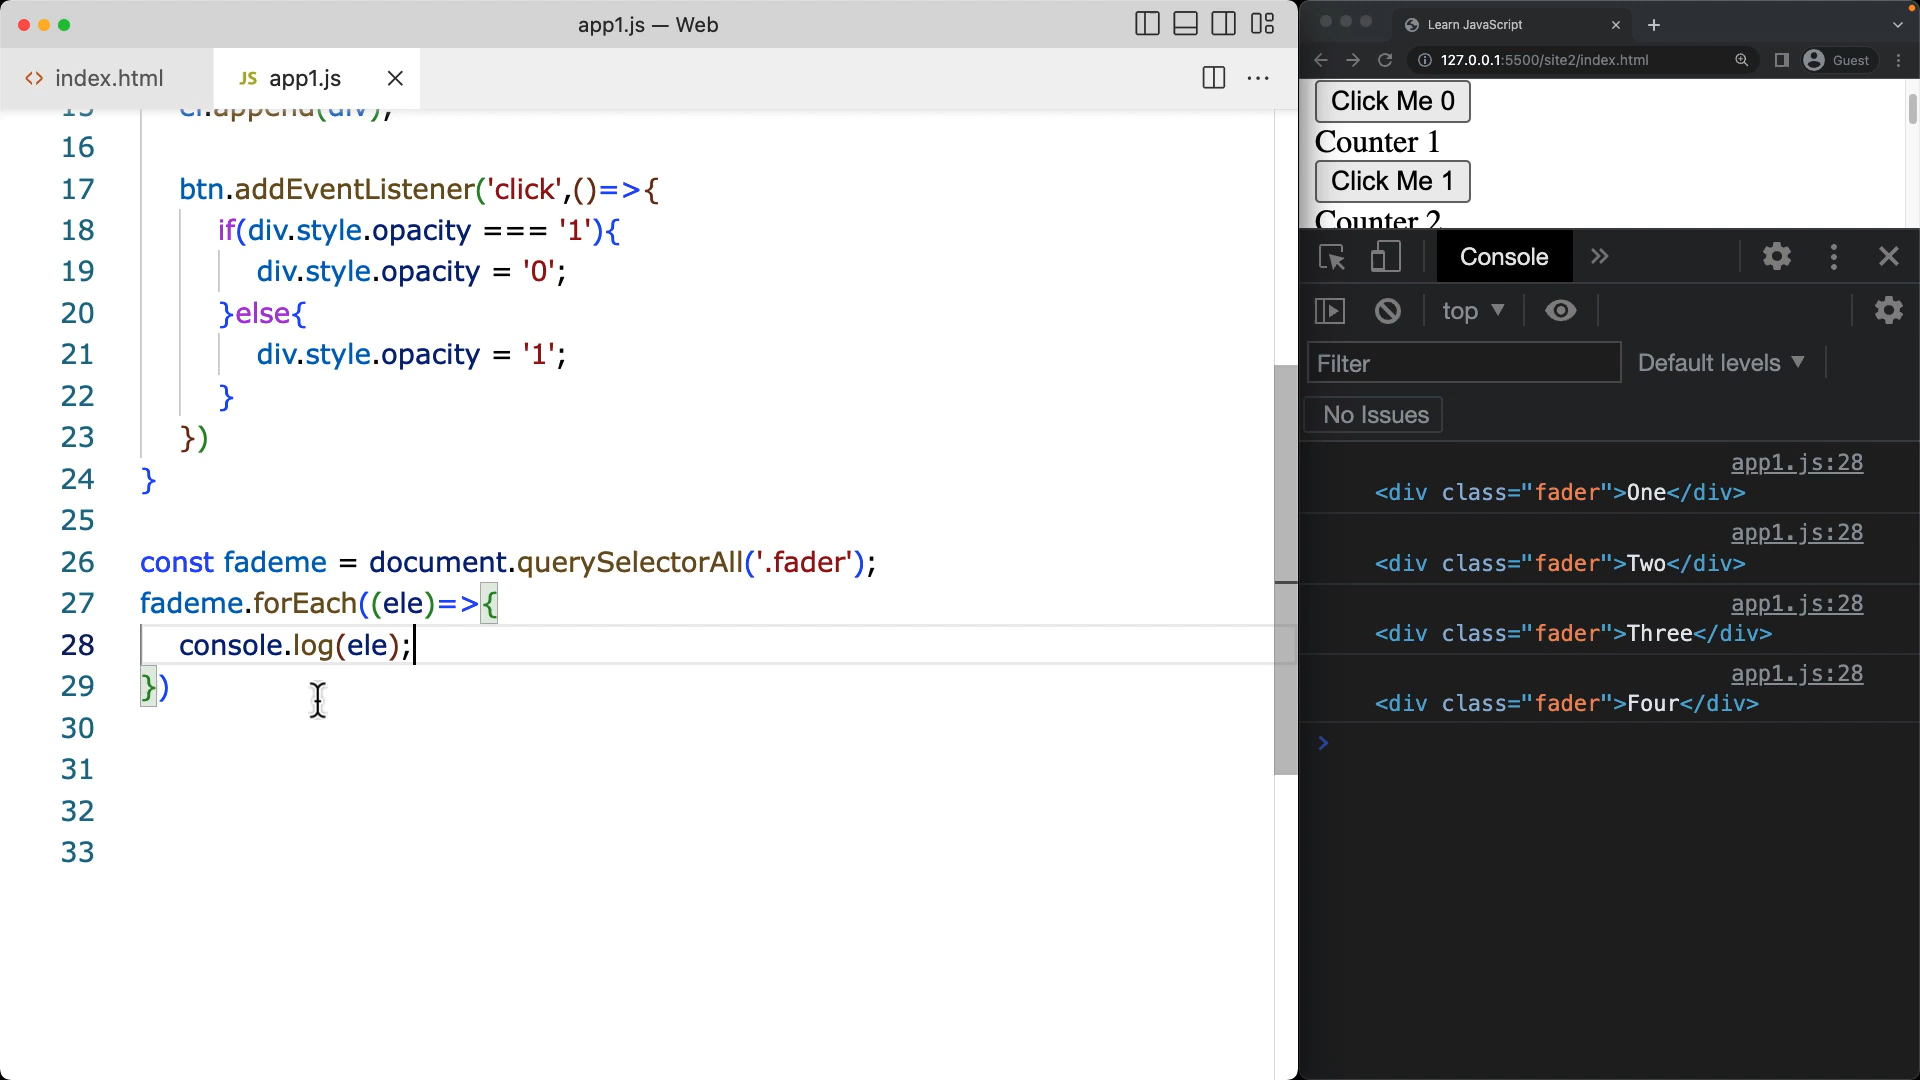 app1.js — Web
index.html
JS app1.js
15 el.append(div);
16
17 btn.addEventListener('click',()=>{
18 if(div.style.opacity === '1'){
19 div.style.opacity = '0';
20 }else{
21 div.style.opacity = '1';
22 }
23 })
24 }
25
26 const fademe = document.querySelectorAll('.fader');
27 fademe.forEach((ele)=>{
28 console.log(ele);
29 })
30
31
32
33
Learn JavaScript
127.0.0.1:5500/site2/index.html
Guest
Click Me 0
Counter 1
Click Me 1
Counter 2
Console
top
Filter
Default levels
No Issues
app1.js:28
<div class="fader">One</div>
app1.js:28
<div class="fader">Two</div>
app1.js:28
<div class="fader">Three</div>
app1.js:28
<div class="fader">Four</div>